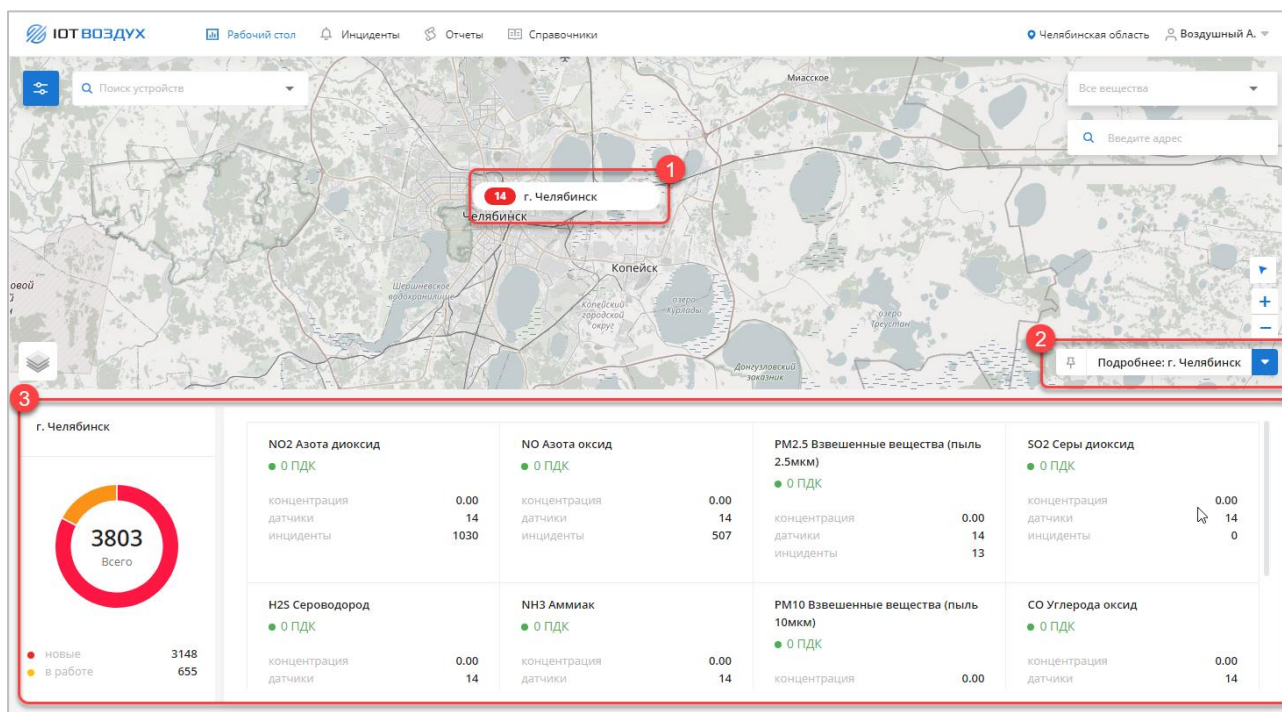 IOT ВОЗДУХ
Рабочий стол
Инциденты
Отчеты
Справочники
Челябинская область
Воздушный А.
Поиск устройств
Миасское
Все вещества
Введите адрес
1
14 г. Челябинск
Челябинск
Копейск
Шершнёвское
водохранилище
Копейский
городской
округ
озеро
Курлады
озеро
Треустан
овой
Донгузловский
заказник
2
Подробнее: г. Челябинск
3
г. Челябинск
3803
Всего
новые 3148
в работе 655
NO2 Азота диоксид
0 ПДК
концентрация 0.00
датчики 14
инциденты 1030
NO Азота оксид
0 ПДК
концентрация 0.00
датчики 14
инциденты 507
PM2.5 Взвешенные вещества (пыль
2.5мкм)
0 ПДК
концентрация 0.00
датчики 14
инциденты 13
SO2 Серы диоксид
0 ПДК
концентрация 0.00
датчики 14
инциденты 0
H2S Сероводород
0 ПДК
концентрация 0.00
датчики 14
NH3 Аммиак
0 ПДК
концентрация 0.00
датчики 14
PM10 Взвешенные вещества (пыль
10мкм)
0 ПДК
концентрация 0.00
CO Углерода оксид
0 ПДК
концентрация 0.00
датчики 14